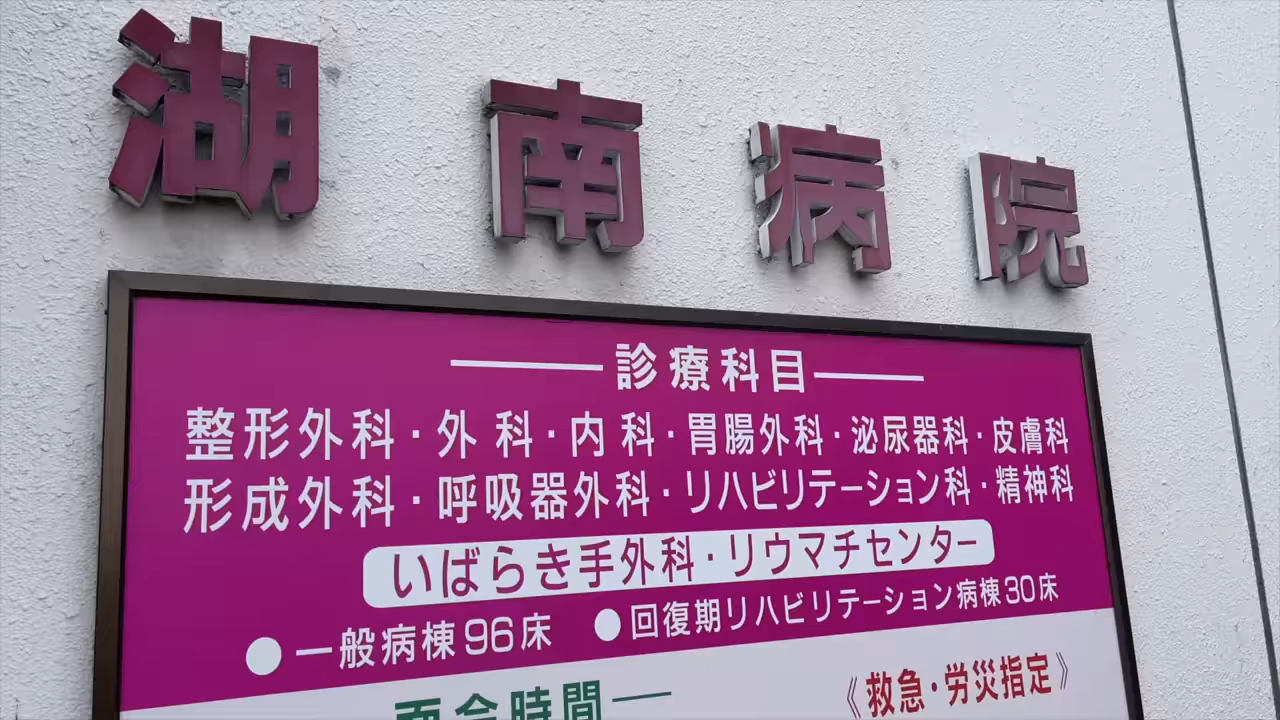 湖南病院
診療科目
整形外科・外科・内科・胃腸外科・泌尿器科・皮膚科
形成外科・呼吸器外科・リハビリテーション科・精神科
いばらき手外科・リウマチセンター
●一般病棟96床 ●回復期リハビリテーション病棟30床
面会時間
《救急・労災指定》